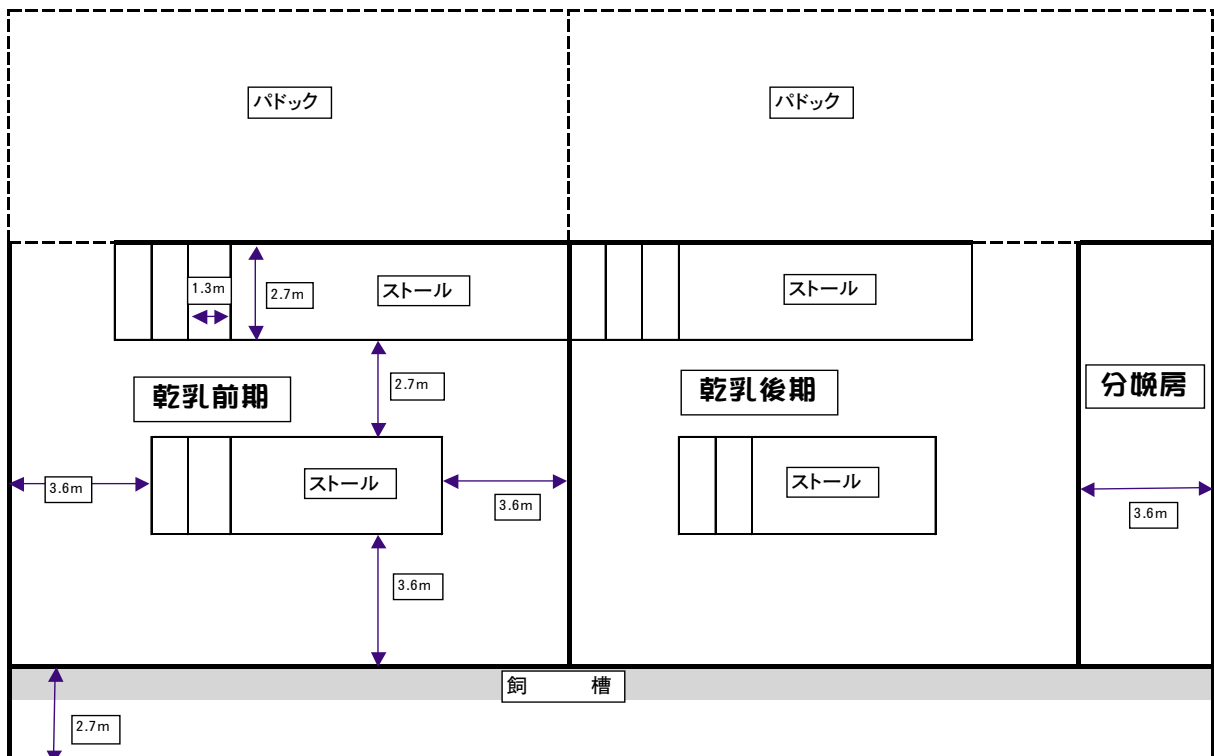 パドック
パドック
1.3m
2.7m
ストール
ストール
2.7m
乾乳前期
乾乳後期
分娩房
3.6m
ストール
3.6m
ストール
3.6m
3.6m
飼 槽
2.7m